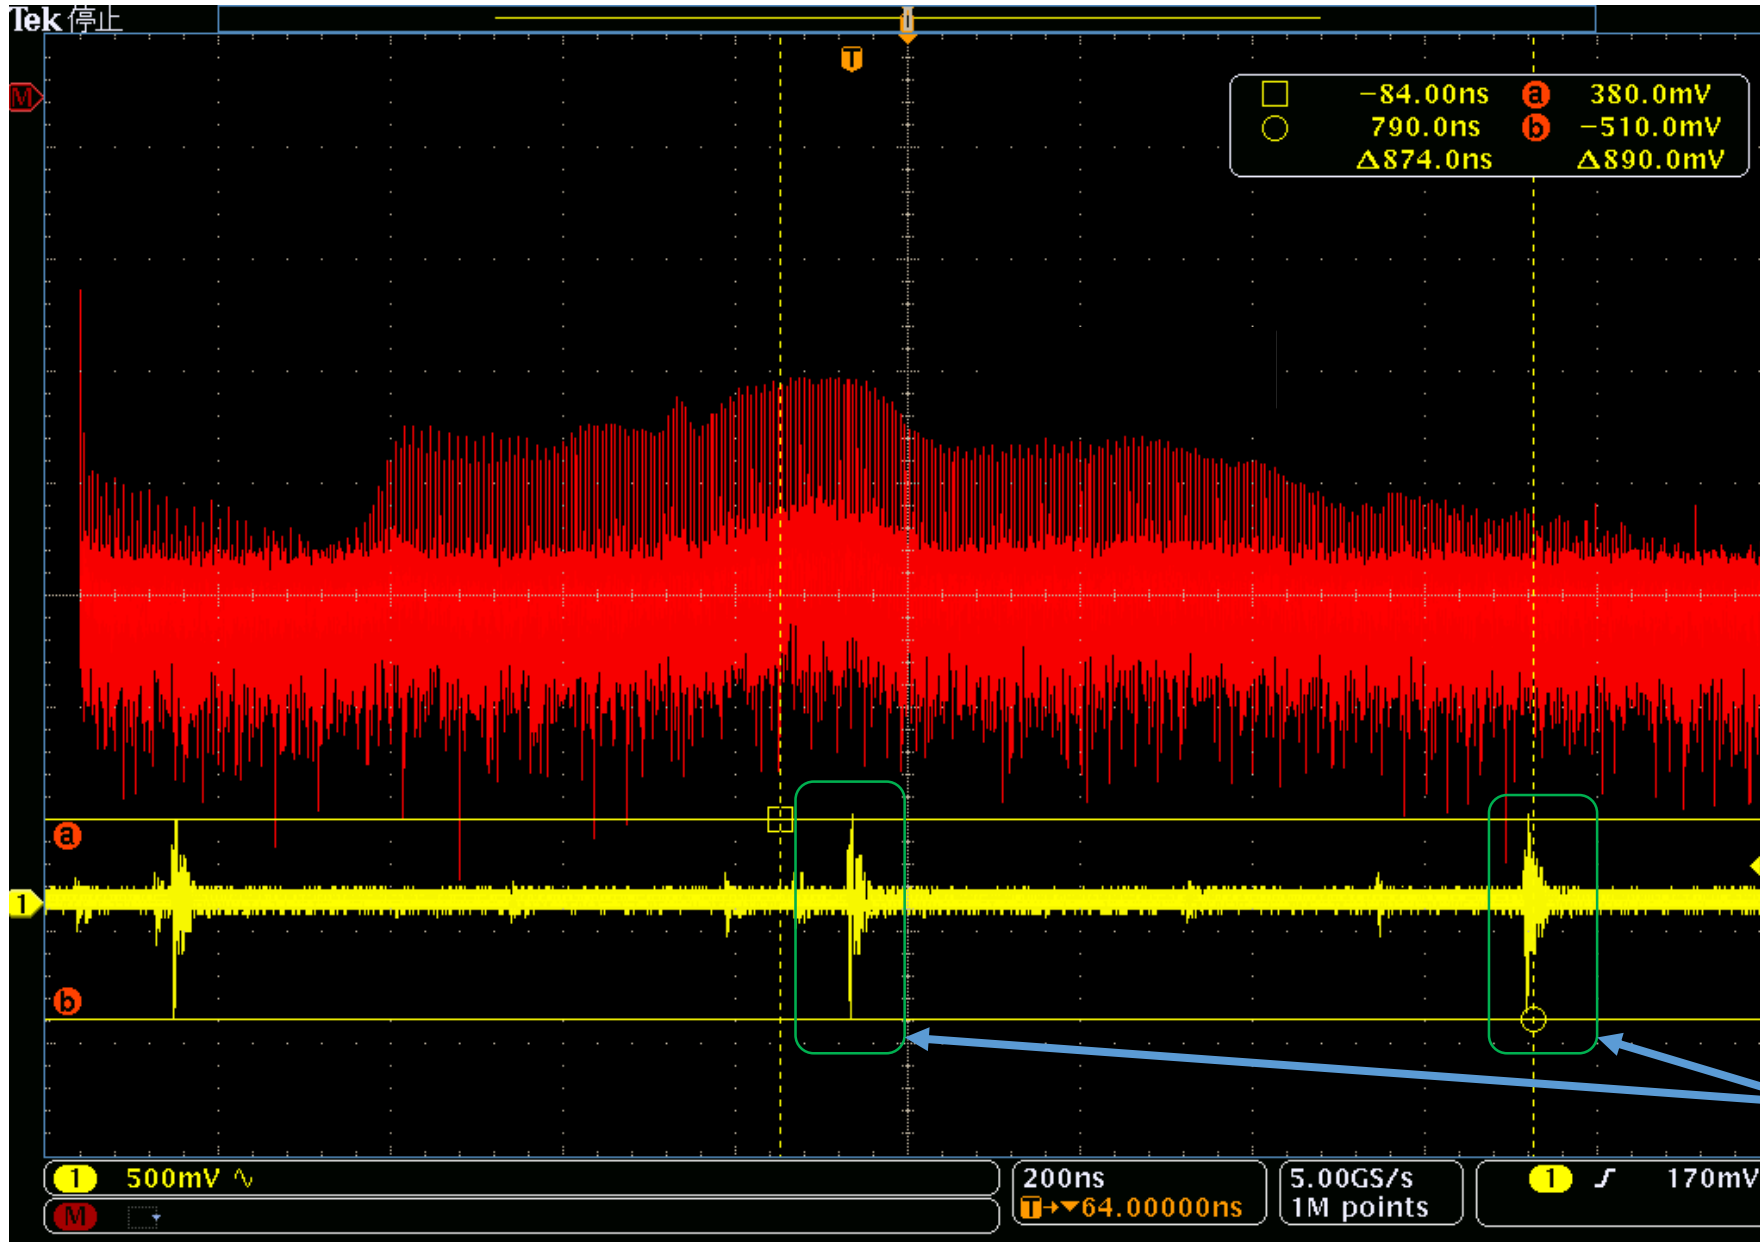 Tek 停止
T
M
□ -84.00ns a 380.0mV
○ 790.0ns b -510.0mV
Δ874.0ns Δ890.0mV
a
1
b
1 500mV ∿
M
200ns
T→▼64.00000ns
5.00GS/s
1M points
1 ʃ 170mV